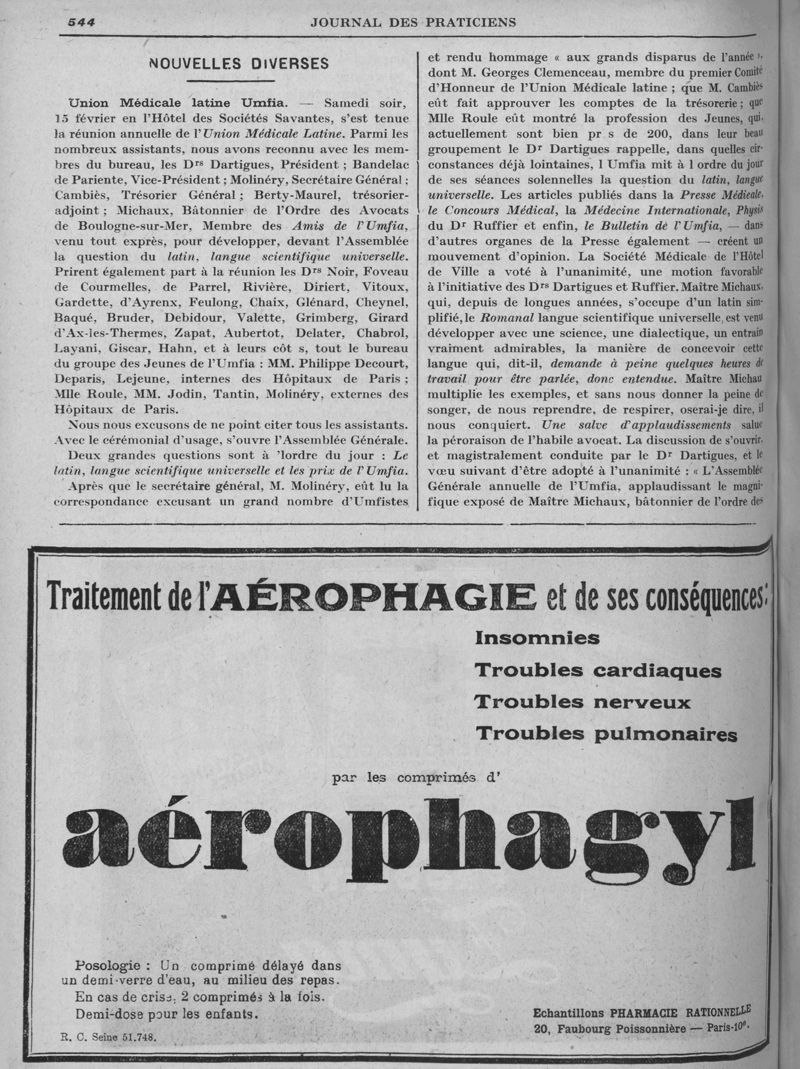 544
JOURNAL DES PRATICIENS
NOUVELLES DIVERSES
Union Médicale latine Umfia. — Samedi soir,
15 février en l'Hôtel des Sociétés Savantes, s'est tenue
la réunion annuelle de l'Union Médicale Latine. Parmi les
nombreux assistants, nous avons reconnu avec les mem-
bres du bureau, les Drs Dartigues, Président ; Bandelac
de Pariente, Vice-Président ; Molinéry, Secrétaire Général ;
Cambiès, Trésorier Général ; Berty-Maurel, trésorier-
adjoint ; Michaux, Bâtonnier de l'Ordre des Avocats
de Boulogne-sur-Mer, Membre des Amis de l'Umfia,
venu tout exprès, pour développer, devant l'Assemblée
la question du latin, langue scientifique universelle.
Prirent également part à la réunion les Drs Noir, Foveau
de Courmelles, de Parrel, Rivière, Diriert, Vitoux,
Gardette, d'Ayrenx, Feulong, Chaix, Glénard, Cheynel,
Baqué, Bruder, Debidour, Valette, Grimberg, Girard
d'Ax-les-Thermes, Zapat, Aubertot, Delater, Chabrol,
Layani, Giscar, Hahn, et à leurs côt s, tout le bureau
du groupe des Jeunes de l'Umfia : MM. Philippe Decourt,
Deparis, Lejeune, internes des Hôpitaux de Paris ;
Mlle Roule, MM. Jodin, Tantin, Molinéry, externes des
Hôpitaux de Paris.
Nous nous excusons de ne point citer tous les assistants.
Avec le cérémonial d'usage, s'ouvre l'Assemblée Générale.
Deux grandes questions sont à 'lordre du jour : Le
latin, langue scientifique universelle et les prix de l'Umfia.
Après que le secrétaire général, M. Molinéry, eût lu la
correspondance excusant un grand nombre d'Umfistes
et rendu hommage « aux grands disparus de l'année »,
dont M. Georges Clemenceau, membre du premier Comité
d'Honneur de l'Union Médicale latine ; que M. Cambiès
eût fait approuver les comptes de la trésorerie ; que
Mlle Roule eût montré la profession des Jeunes, qui,
actuellement sont bien pr s de 200, dans leur beau
groupement le Dr Dartigues rappelle, dans quelles cir-
constances déjà lointaines, l Umfia mit à l ordre du jour
de ses séances solennelles la question du latin, langue
universelle. Les articles publiés dans la Presse Médicale,
le Concours Médical, la Médecine Internationale, Physis
du Dr Ruffier et enfin, le Bulletin de l'Umfia, — dans
d'autres organes de la Presse également — créent un
mouvement d'opinion. La Société Médicale de l'Hôtel
de Ville a voté à l'unanimité, une motion favorable
à l'initiative des Drs Dartigues et Ruffier. Maître Michaux,
qui, depuis de longues années, s'occupe d'un latin sim-
plifié, le Romanal langue scientifique universelle, est venu
développer avec une science, une dialectique, un entrain
vraiment admirables, la manière de concevoir cette
langue qui, dit-il, demande à peine quelques heures de
travail pour être parlée, donc entendue. Maître Michau
multiplie les exemples, et sans nous donner la peine de
songer, de nous reprendre, de respirer, oserai-je dire, il
nous conquiert. Une salve d'applaudissements salue
la péroraison de l'habile avocat. La discussion de s'ouvrir,
et magistralement conduite par le Dr Dartigues, et le
vœu suivant d'être adopté à l'unanimité : « L'Assemblée
Générale annuelle de l'Umfia, applaudissant le magni-
fique exposé de Maître Michaux, bâtonnier de l'ordre des
Traitement de l'AÉROPHAGIE et de ses conséquences :
Insomnies
Troubles cardiaques
Troubles nerveux
Troubles pulmonaires
par les comprimés d'
aérophagyl
Posologie : Un comprimé délayé dans
un demi-verre d'eau, au milieu des repas.
En cas de crise, 2 comprimés à la fois.
Demi-dose pour les enfants.
R. C. Seine 51.748.
Echantillons PHARMACIE RATIONNELLE
20, Faubourg Poissonnière — Paris-10e.